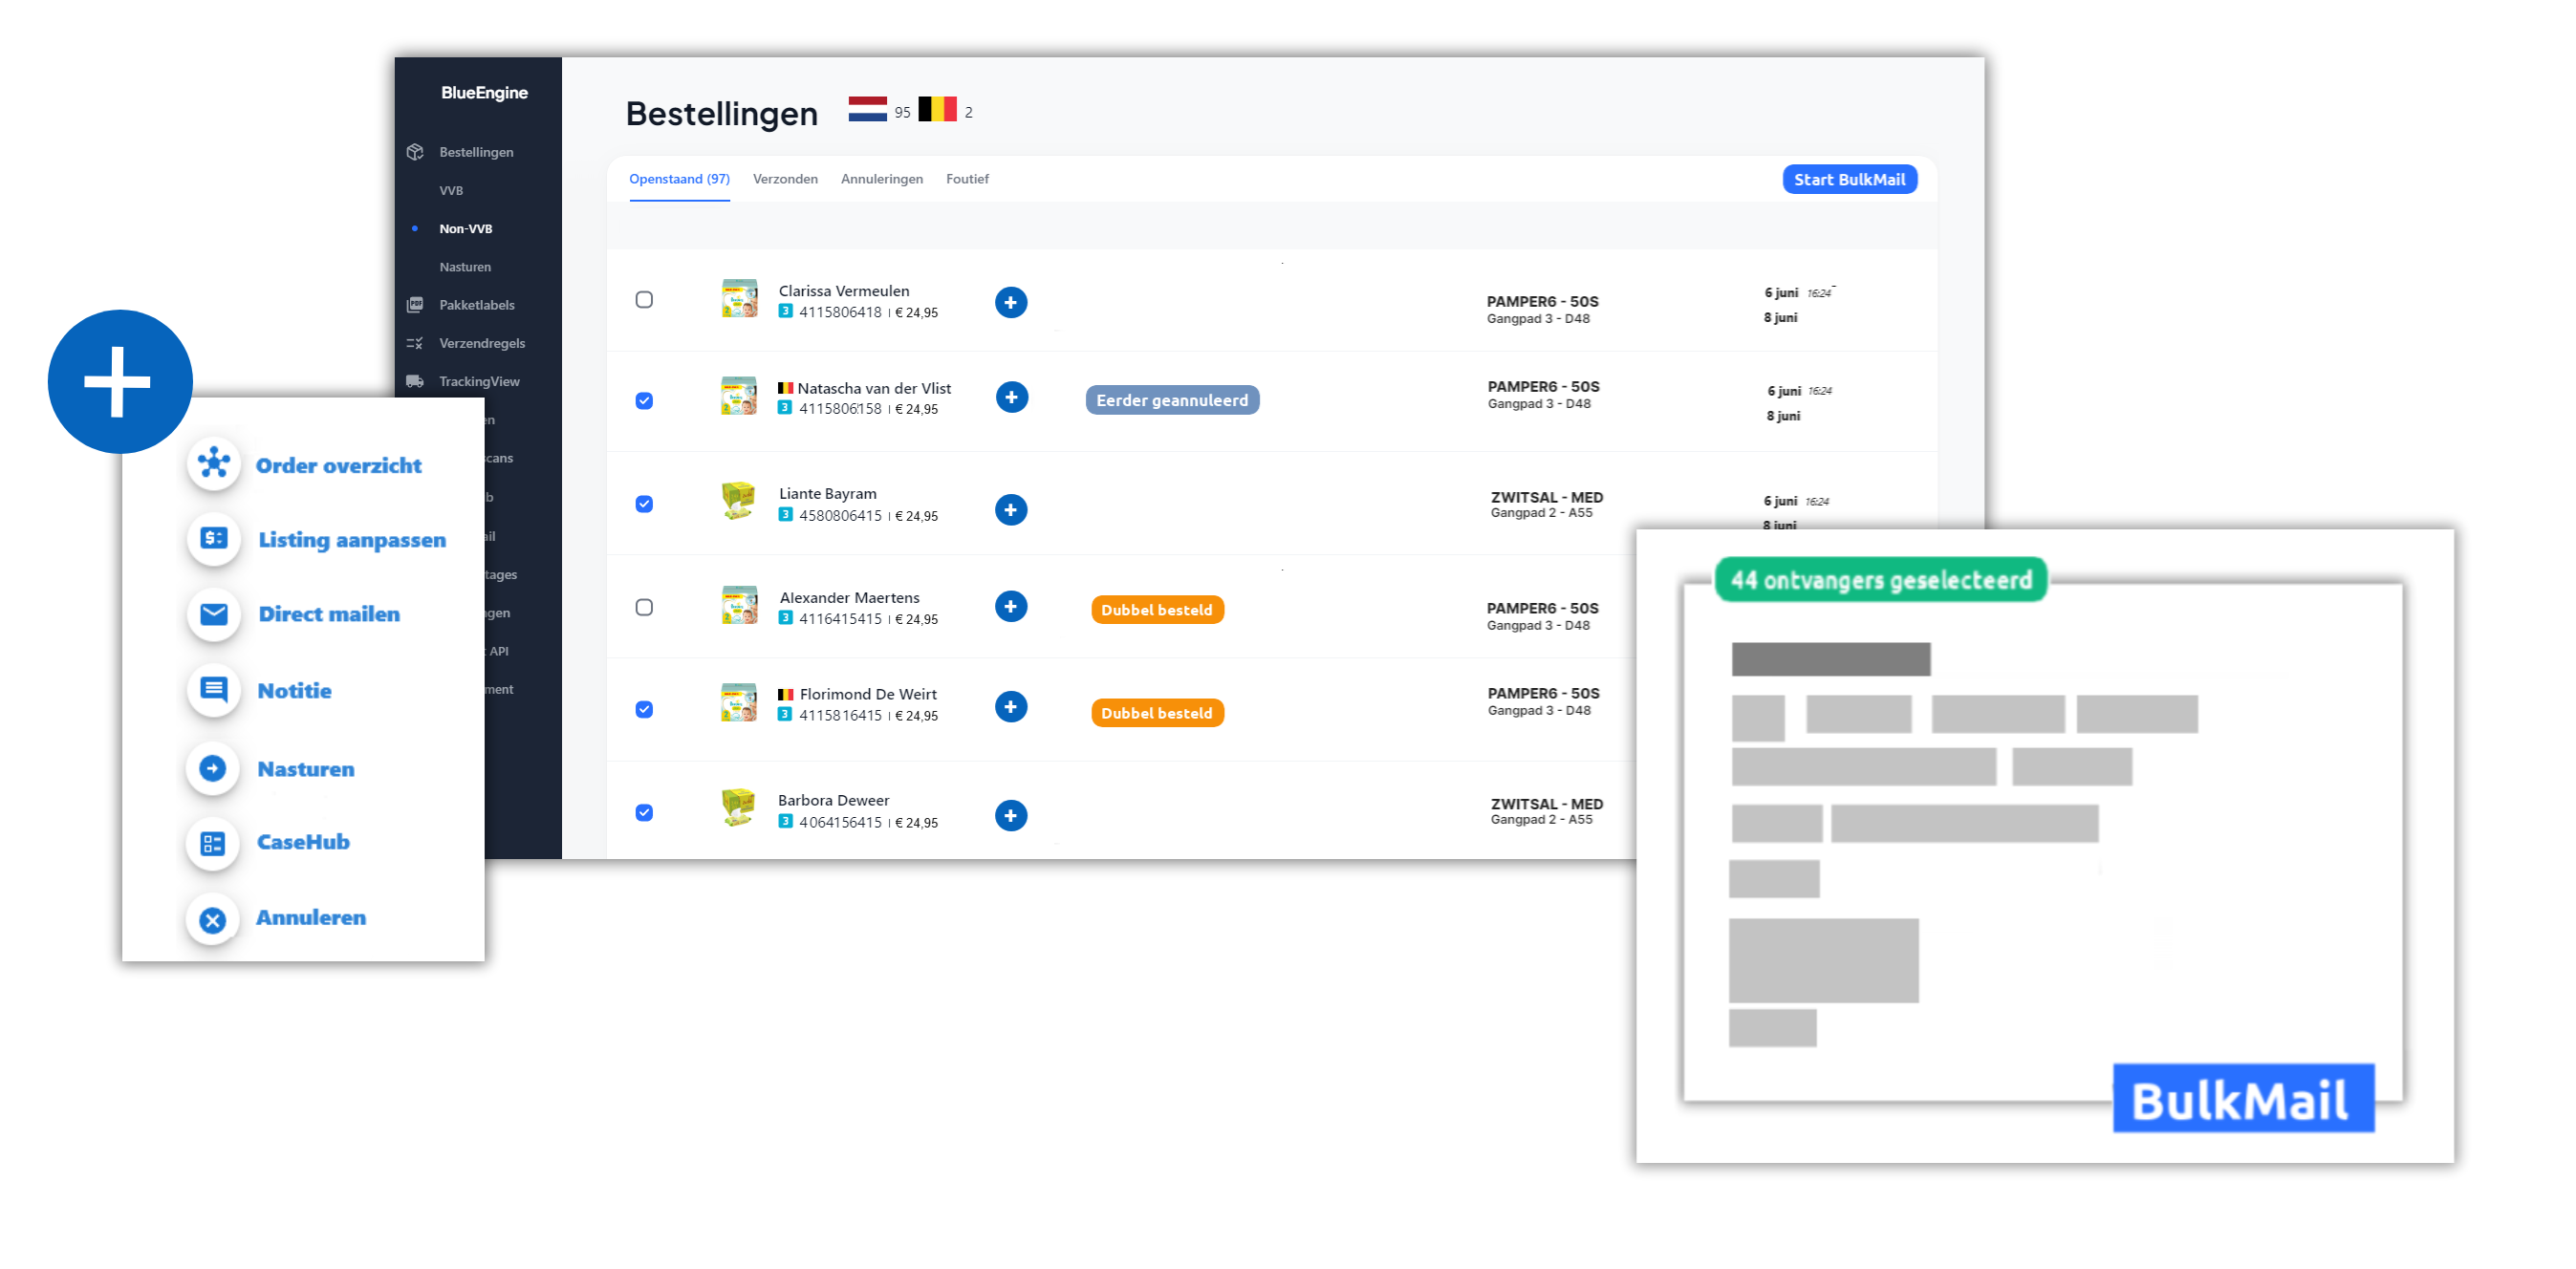 BlueEngine
Bestellingen
VVB
Non-VVB
Nasturen
Pakketlabels
Verzendregels
TrackingView
en
cans
b
ail
tages
gen
API
ment
Bestellingen 95 2
Openstaand (97) Verzonden Annuleringen Foutief Start BulkMail
Clarissa Vermeulen
3 4115806418 | € 24,95
PAMPER6 - 50S
Gangpad 3 - D48
6 juni 16:24
8 juni
Natascha van der Vlist
3 4115806158 | € 24,95
Eerder geannuleerd
PAMPER6 - 50S
Gangpad 3 - D48
6 juni 16:24
8 juni
Liante Bayram
3 4580806415 | € 24,95
ZWITSAL - MED
Gangpad 2 - A55
6 juni 16:24
8 juni
Alexander Maertens
3 4116415415 | € 24,95
Dubbel besteld
PAMPER6 - 50S
Gangpad 3 - D48
Florimond De Weirt
3 4115816415 | € 24,95
Dubbel besteld
PAMPER6 - 50S
Gangpad 3 - D48
Barbora Deweer
3 4064156415 | € 24,95
ZWITSAL - MED
Gangpad 2 - A55
Order overzicht
Listing aanpassen
Direct mailen
Notitie
Nasturen
CaseHub
Annuleren
44 ontvangers geselecteerd
BulkMail